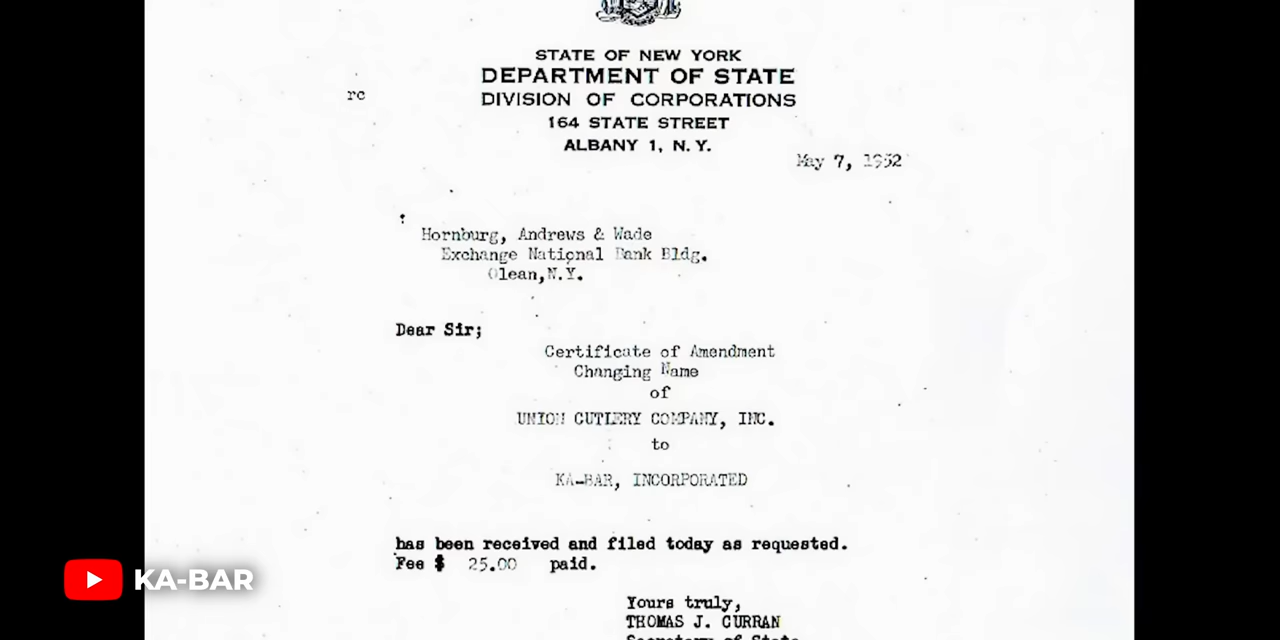 STATE OF NEW YORK
DEPARTMENT OF STATE
DIVISION OF CORPORATIONS
164 STATE STREET
ALBANY 1, N. Y.
rc
May 7, 1952
Hornburg, Andrews & Wade
Exchange National Bank Bldg.
Olean, N.Y.
Dear Sir;
Certificate of Amendment
Changing Name
of
UNION CUTLERY COMPANY, INC.
to
KA-BAR, INCORPORATED
has been received and filed today as requested.
Fee $ 25.00 paid.
Yours truly,
THOMAS J. CURRAN
Secretary of State
KA-BAR